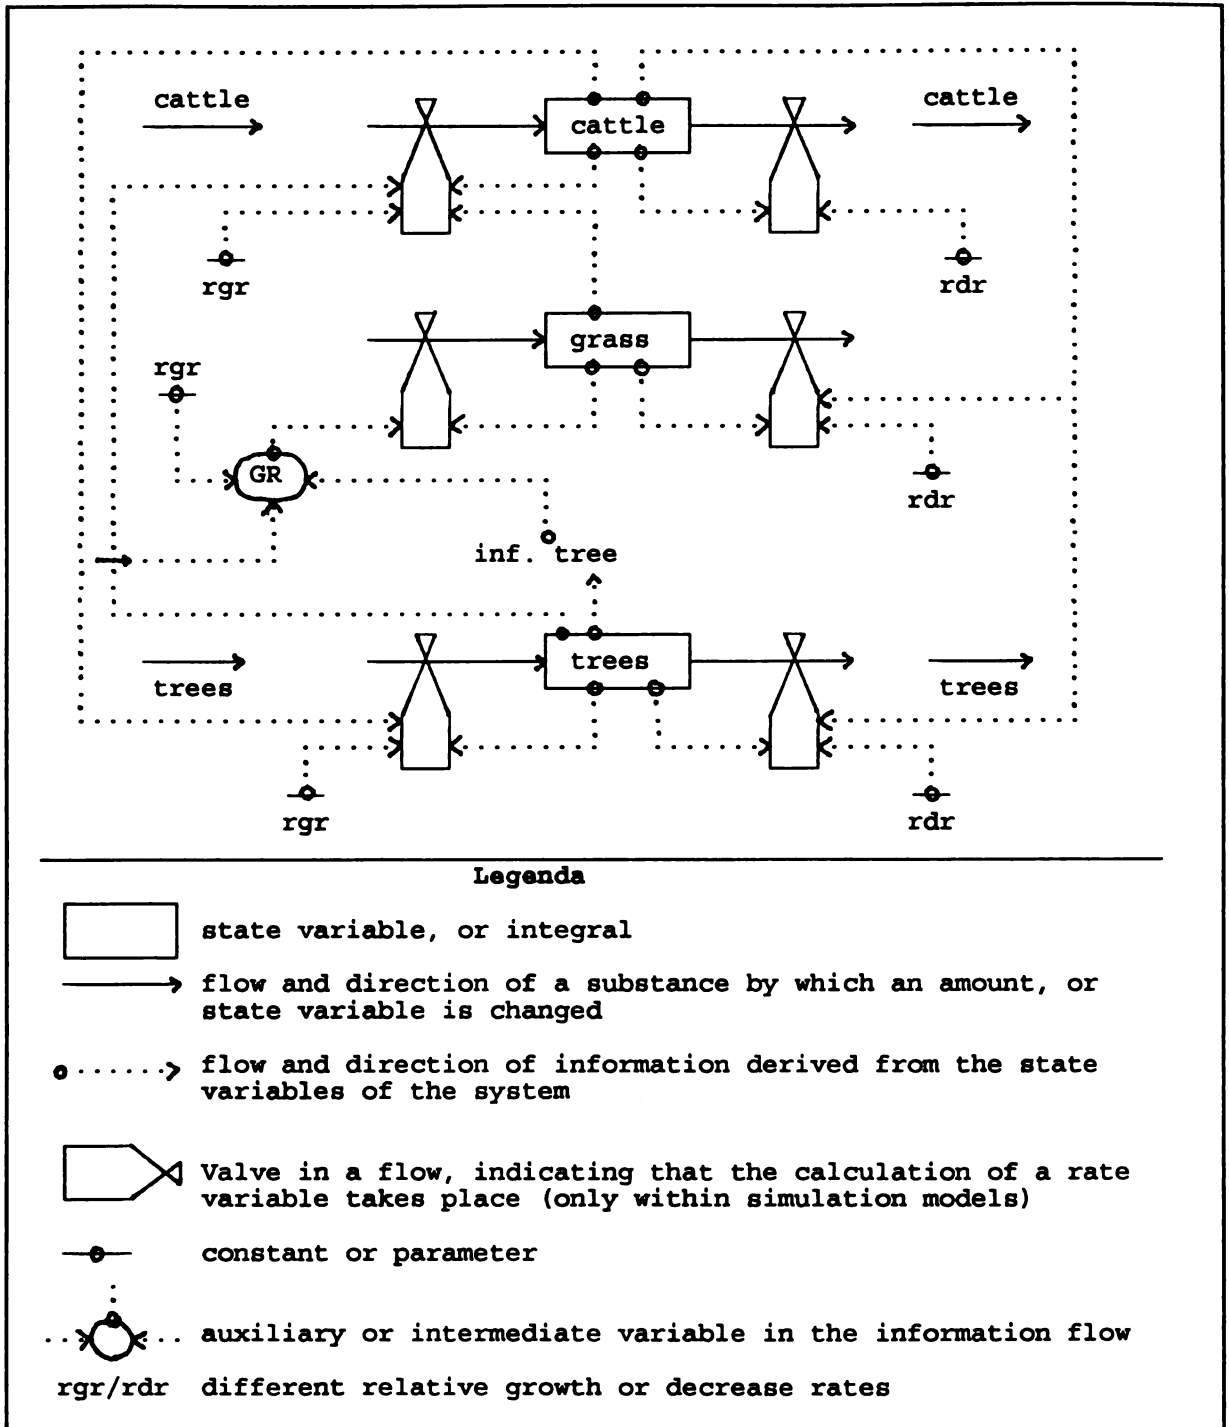 cattle
cattle
cattle
rgr
rdr
grass
rgr
GR
rdr
inf. tree
trees
trees
trees
rgr
rdr
Legenda
state variable, or integral
flow and direction of a substance by which an amount, or
state variable is changed
flow and direction of information derived from the state
variables of the system
Valve in a flow, indicating that the calculation of a rate
variable takes place (only within simulation models)
constant or parameter
auxiliary or intermediate variable in the information flow
rgr/rdr different relative growth or decrease rates